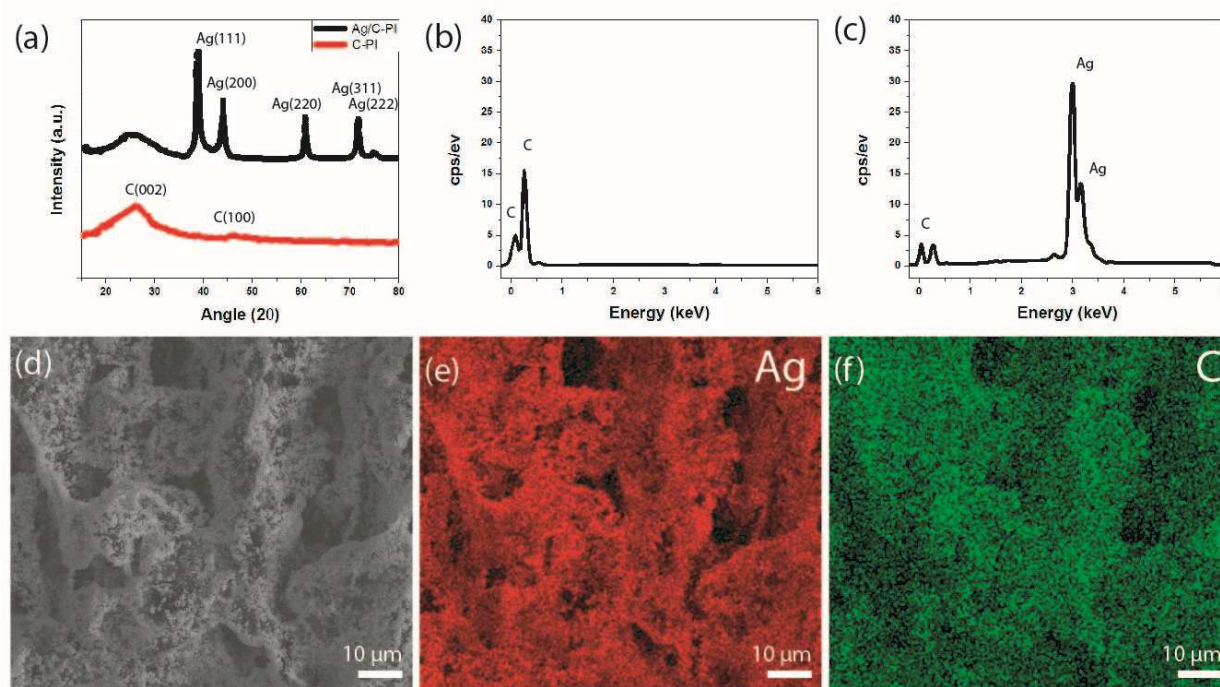 (a)
Ag/C-PI
C-PI
Ag(111)
Ag(200)
Ag(220)
Ag(311)
Ag(222)
C(002)
C(100)
Intensity (a.u.)
20 30 40 50 60 70 80
Angle (2θ)
(b)
40
35
30
25
20
15
10
5
0
cps/ev
C
C
0 1 2 3 4 5 6
Energy (keV)
(c)
40
35
30
25
20
15
10
5
0
cps/ev
Ag
Ag
C
0 1 2 3 4 5
Energy (keV)
(d)
10 µm
(e)
Ag
10 µm
(f)
C
10 µm